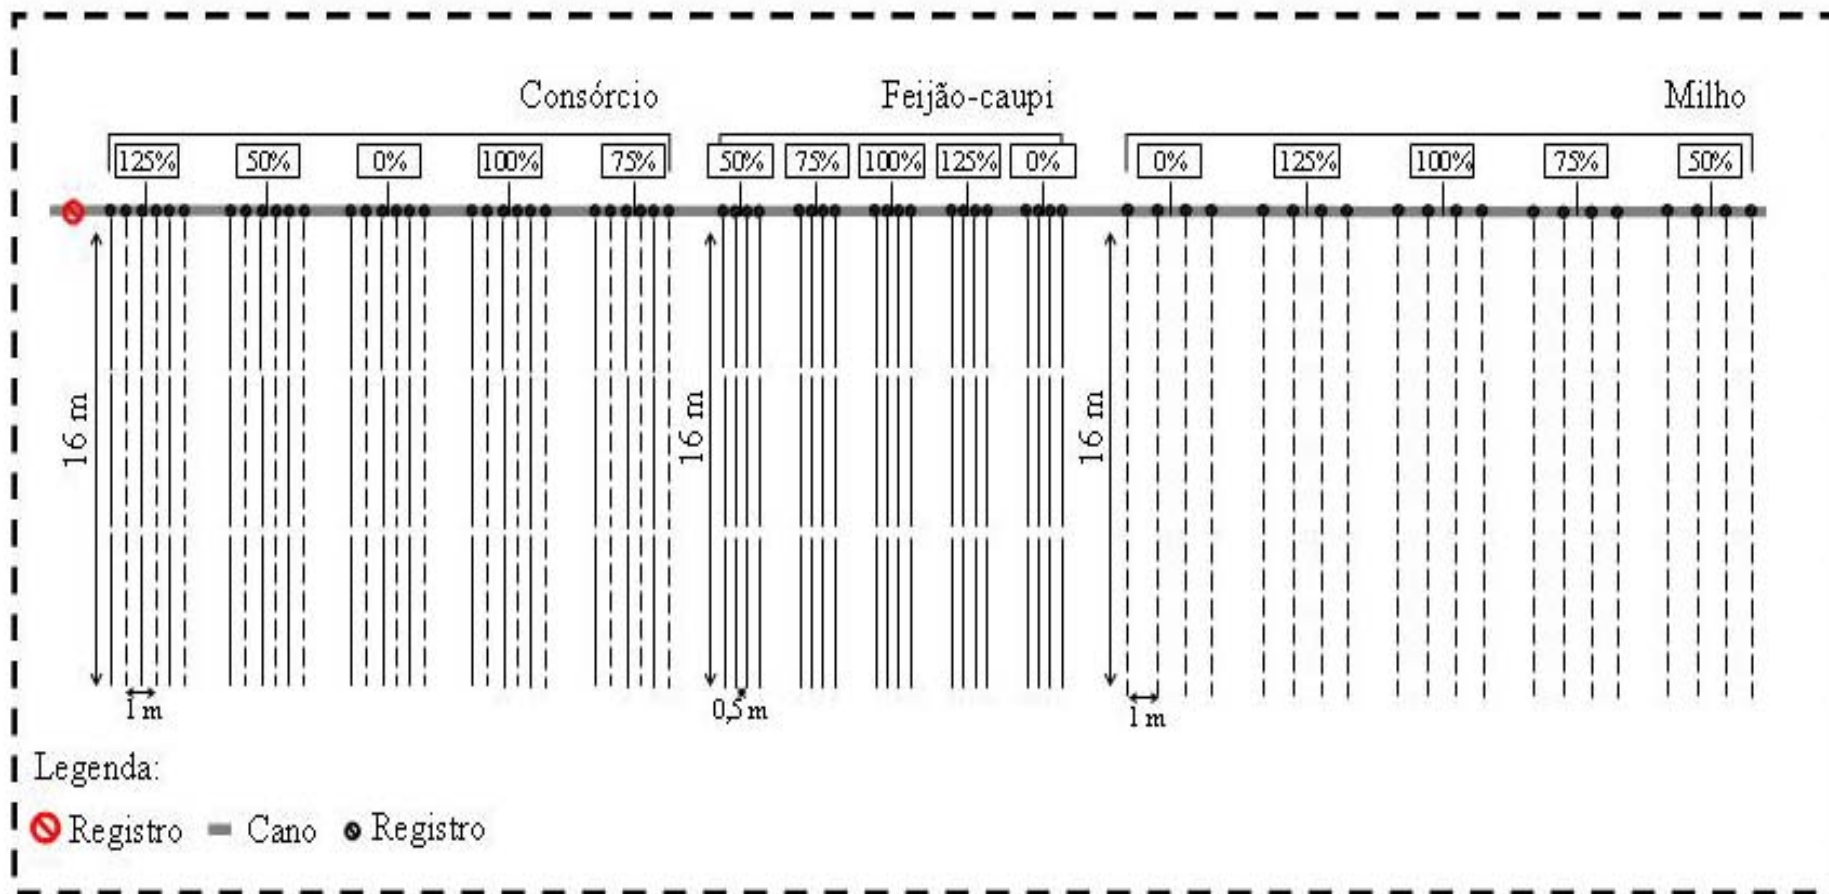 Consórcio Feijão-caupi Milho
125% 50% 0% 100% 75% 50% 75% 100% 125% 0% 0% 125% 100% 75% 50%
16 m 16 m 16 m
1 m 0,5 m 1 m
Legenda:
Registro Cano Registro